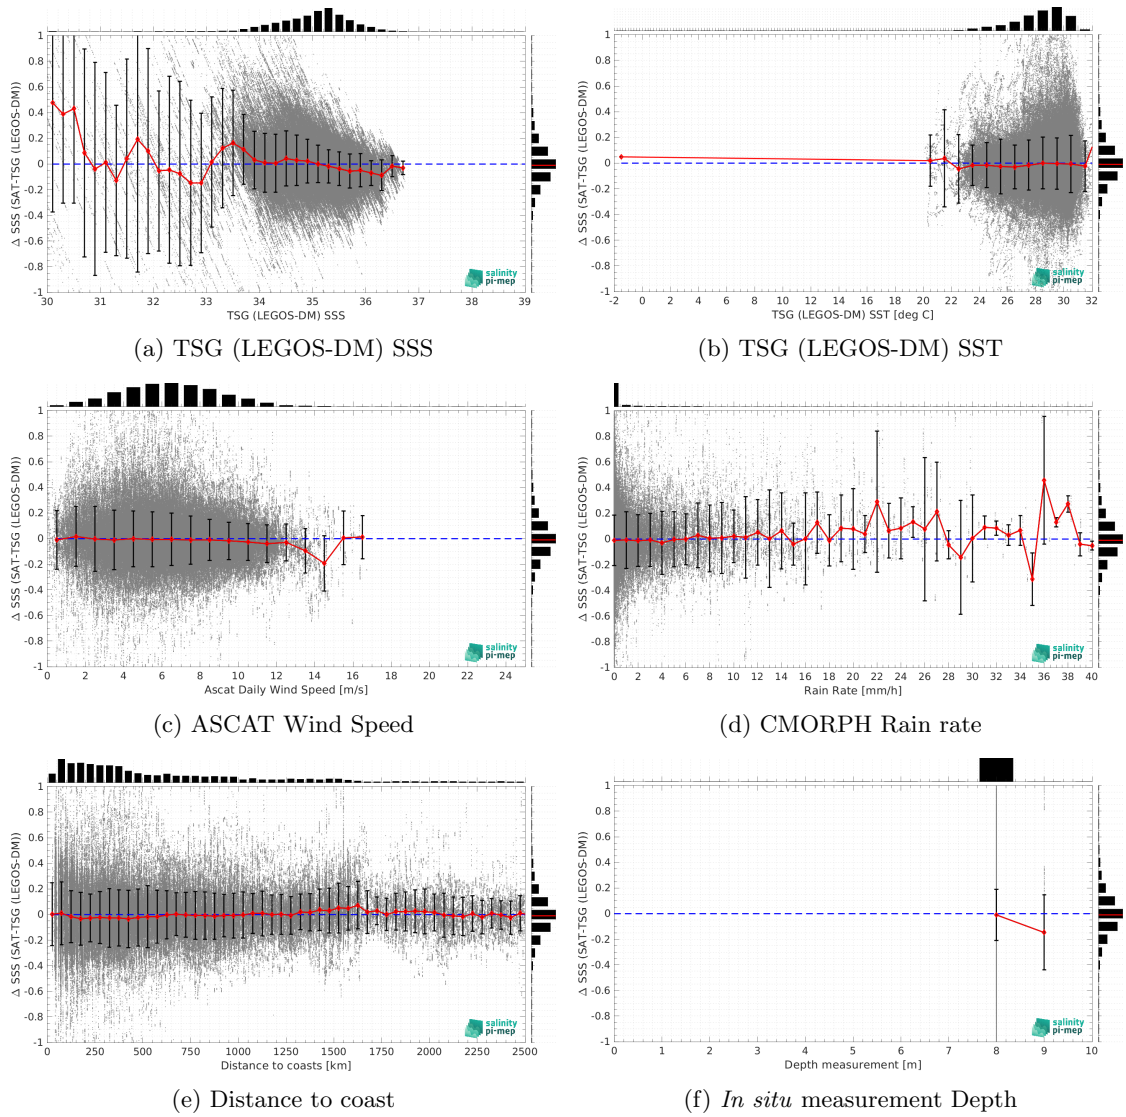 1
0.8
0.6
0.4
0.2
0
-0.2
-0.4
-0.6
-0.8
-1
Δ SSS (SAT-TSG (LEGOS-DM))
salinity
pi-mep
30 31 32 33 34 35 36 37 38 39
TSG (LEGOS-DM) SSS
(a) TSG (LEGOS-DM) SSS
1
0.8
0.6
0.4
0.2
0
-0.2
-0.4
-0.6
-0.8
-1
Δ SSS (SAT-TSG (LEGOS-DM))
salinity
pi-mep
-2 0 2 4 6 8 10 12 14 16 18 20 22 24 26 28 30 32
TSG (LEGOS-DM) SST [deg C]
(b) TSG (LEGOS-DM) SST
1
0.8
0.6
0.4
0.2
0
-0.2
-0.4
-0.6
-0.8
-1
Δ SSS (SAT-TSG (LEGOS-DM))
salinity
pi-mep
0 2 4 6 8 10 12 14 16 18 20 22 24
Ascat Daily Wind Speed [m/s]
(c) ASCAT Wind Speed
1
0.8
0.6
0.4
0.2
0
-0.2
-0.4
-0.6
-0.8
-1
Δ SSS (SAT-TSG (LEGOS-DM))
salinity
pi-mep
0 2 4 6 8 10 12 14 16 18 20 22 24 26 28 30 32 34 36 38 40
Rain Rate [mm/h]
(d) CMORPH Rain rate
1
0.8
0.6
0.4
0.2
0
-0.2
0.4
-0.6
-0.8
-1
Δ SSS (SAT-TSG (LEGOS-DM))
salinity
pi-mep
0 250 500 750 1000 1250 1500 1750 2000 2250 2500
Distance to coasts [km]
(e) Distance to coast
1
0.8
0.6
0.4
0.2
0
-0.2
-0.4
-0.6
-0.8
-1
Δ SSS (SAT-TSG (LEGOS-DM))
salinity
pi-mep
0 1 2 3 4 5 6 7 8 9 10
Depth measurement [m]
(f) In situ measurement Depth